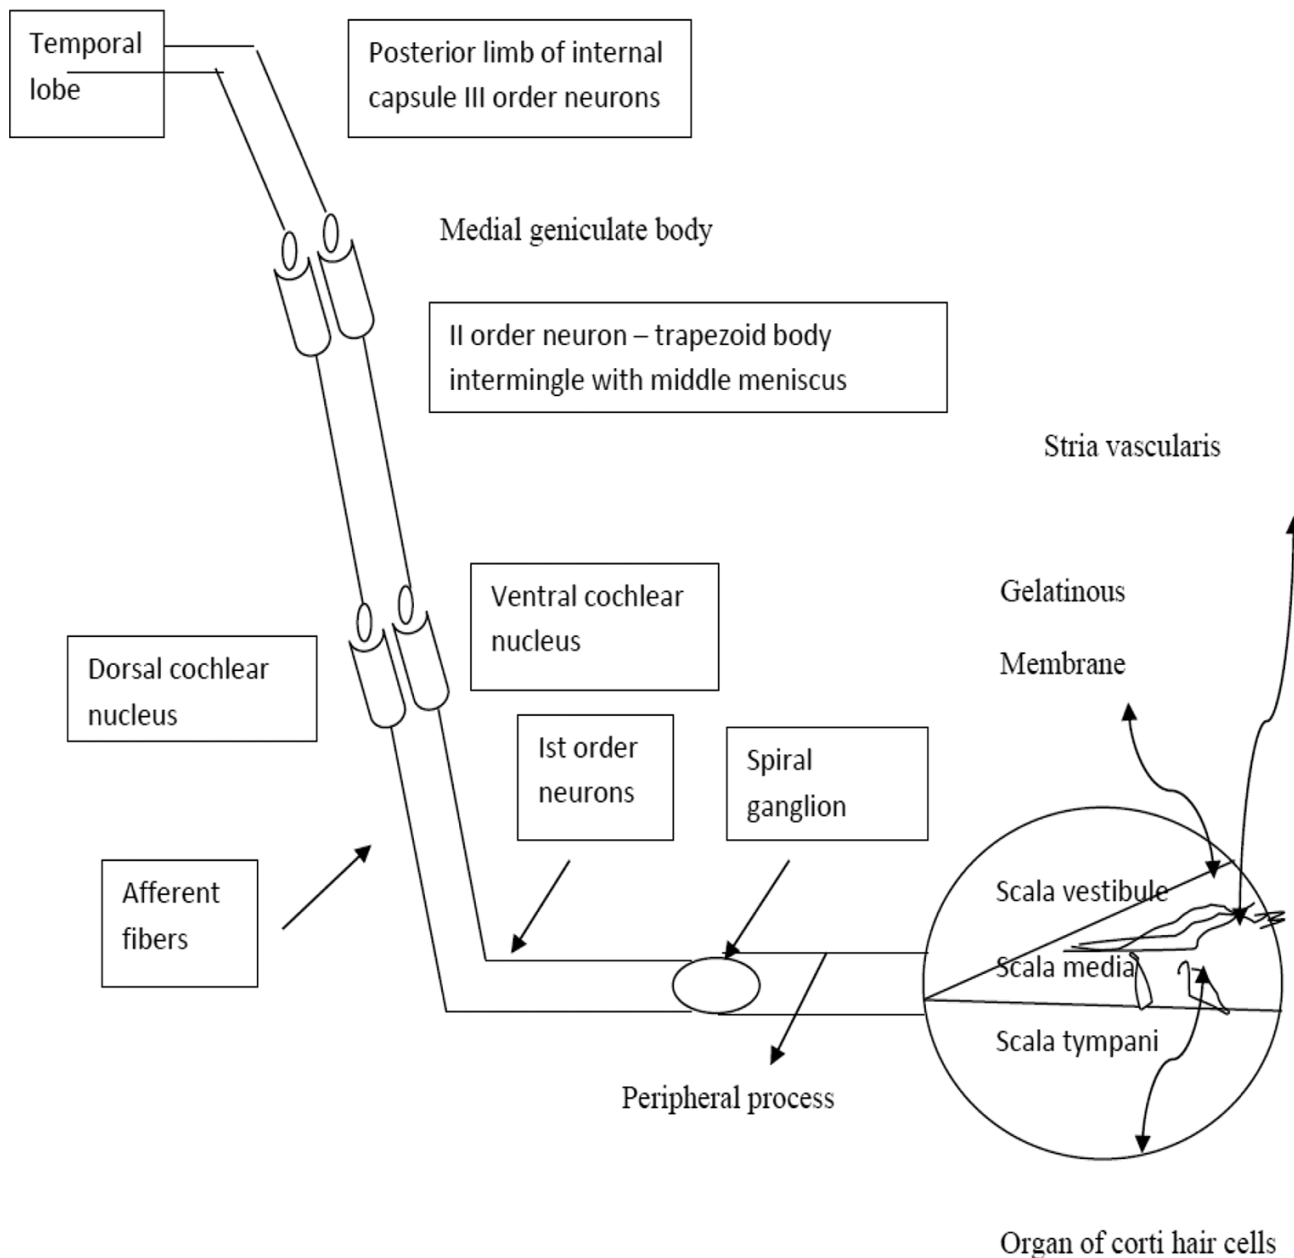 Temporal
lobe
Posterior limb of internal
capsule III order neurons
Medial geniculate body
II order neuron – trapezoid body
intermingle with middle meniscus
Stria vascularis
Gelatinous
Membrane
Ventral cochlear
nucleus
Dorsal cochlear
nucleus
Ist order
neurons
Spiral
ganglion
Afferent
fibers
Scala vestibule
Scala media
Scala tympani
Peripheral process
Organ of corti hair cells